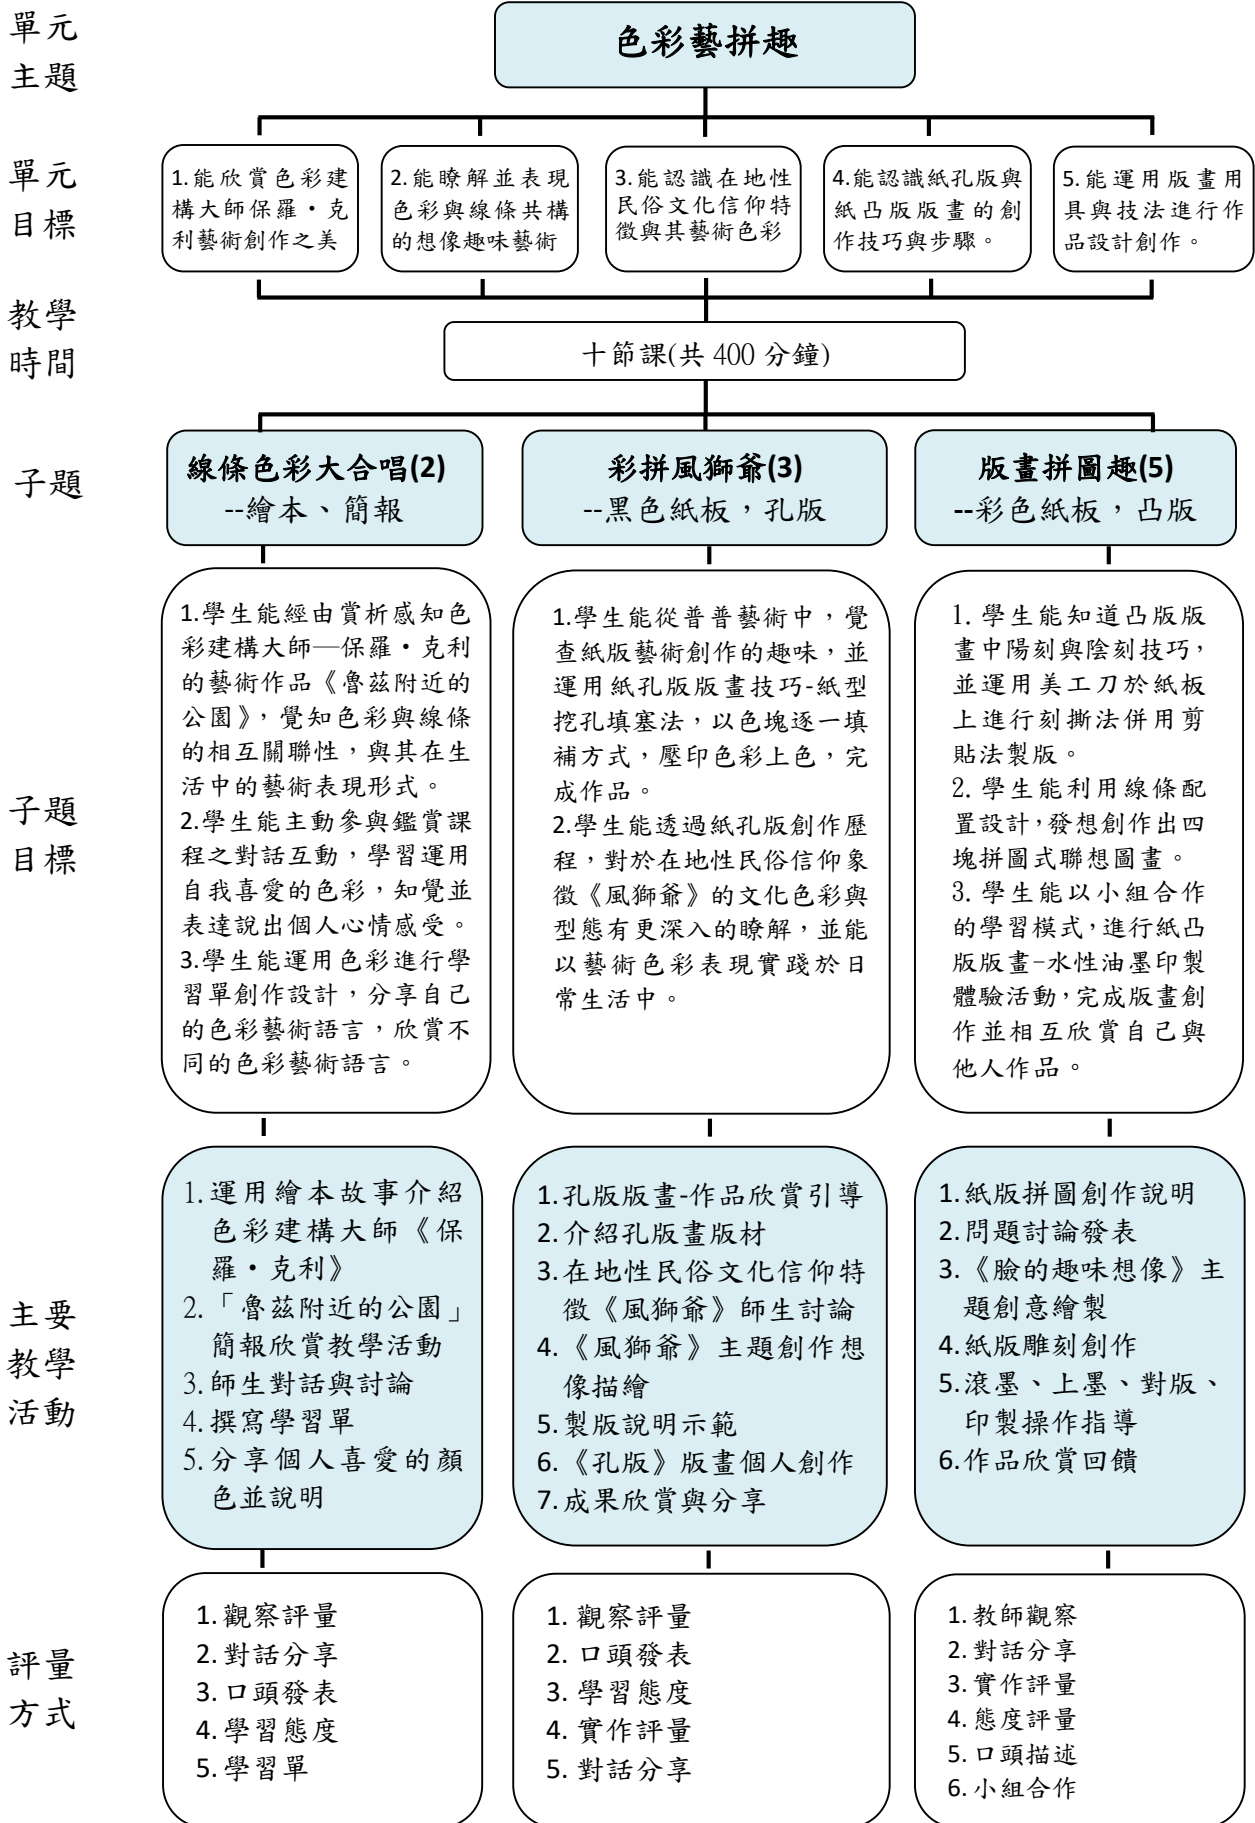 單元
主題
色彩藝拼趣
單元
目標
1.能欣賞色彩建
構大師保羅•克
利藝術創作之美
2.能瞭解並表現
色彩與線條共構
的想像趣味藝術
3.能認識在地性
民俗文化信仰特
徵與其藝術色彩
4.能認識紙孔版與
紙凸版版畫的創
作技巧與步驟。
5.能運用版畫用
具與技法進行作
品設計創作。
教學
時間
十節課(共 400 分鐘)
子題
線條色彩大合唱(2)
--繪本、簡報
彩拼風獅爺(3)
--黑色紙板，孔版
版畫拼圖趣(5)
--彩色紙板，凸版
子題
目標
1.學生能經由賞析感知色
彩建構大師—保羅•克利
的藝術作品《魯茲附近的
公園》，覺知色彩與線條
的相互關聯性，與其在生
活中的藝術表現形式。
2.學生能主動參與鑑賞課
程之對話互動，學習運用
自我喜愛的色彩，知覺並
表達說出個人心情感受。
3.學生能運用色彩進行學
習單創作設計，分享自己
的色彩藝術語言，欣賞不
同的色彩藝術語言。
1.學生能從普普藝術中，覺
查紙版藝術創作的趣味，並
運用紙孔版版畫技巧-紙型
挖孔填塞法，以色塊逐一填
補方式，壓印色彩上色，完
成作品。
2.學生能透過紙孔版創作歷
程，對於在地性民俗信仰象
徵《風獅爺》的文化色彩與
型態有更深入的瞭解，並能
以藝術色彩表現實踐於日
常生活中。
1. 學生能知道凸版版
畫中陽刻與陰刻技巧，
並運用美工刀於紙板
上進行刻撕法併用剪
貼法製版。
2. 學生能利用線條配
置設計，發想創作出四
塊拼圖式聯想圖畫。
3. 學生能以小組合作
的學習模式，進行紙凸
版版畫-水性油墨印製
體驗活動，完成版畫創
作並相互欣賞自己與
他人作品。
主要
教學
活動
1.運用繪本故事介紹
色彩建構大師《保
羅•克利》
2.「魯茲附近的公園」
簡報欣賞教學活動
3.師生對話與討論
4.撰寫學習單
5.分享個人喜愛的顏
色並說明
1.孔版版畫-作品欣賞引導
2.介紹孔版畫版材
3.在地性民俗文化信仰特
徵《風獅爺》師生討論
4.《風獅爺》主題創作想
像描繪
5.製版說明示範
6.《孔版》版畫個人創作
7.成果欣賞與分享
1.紙版拼圖創作說明
2.問題討論發表
3.《臉的趣味想像》主
題創意繪製
4.紙版雕刻創作
5.滾墨、上墨、對版、
印製操作指導
6.作品欣賞回饋
評量
方式
1.觀察評量
2.對話分享
3.口頭發表
4.學習態度
5.學習單
1. 觀察評量
2. 口頭發表
3. 學習態度
4. 實作評量
5. 對話分享
1. 教師觀察
2. 對話分享
3. 實作評量
4. 態度評量
5. 口頭描述
6. 小組合作